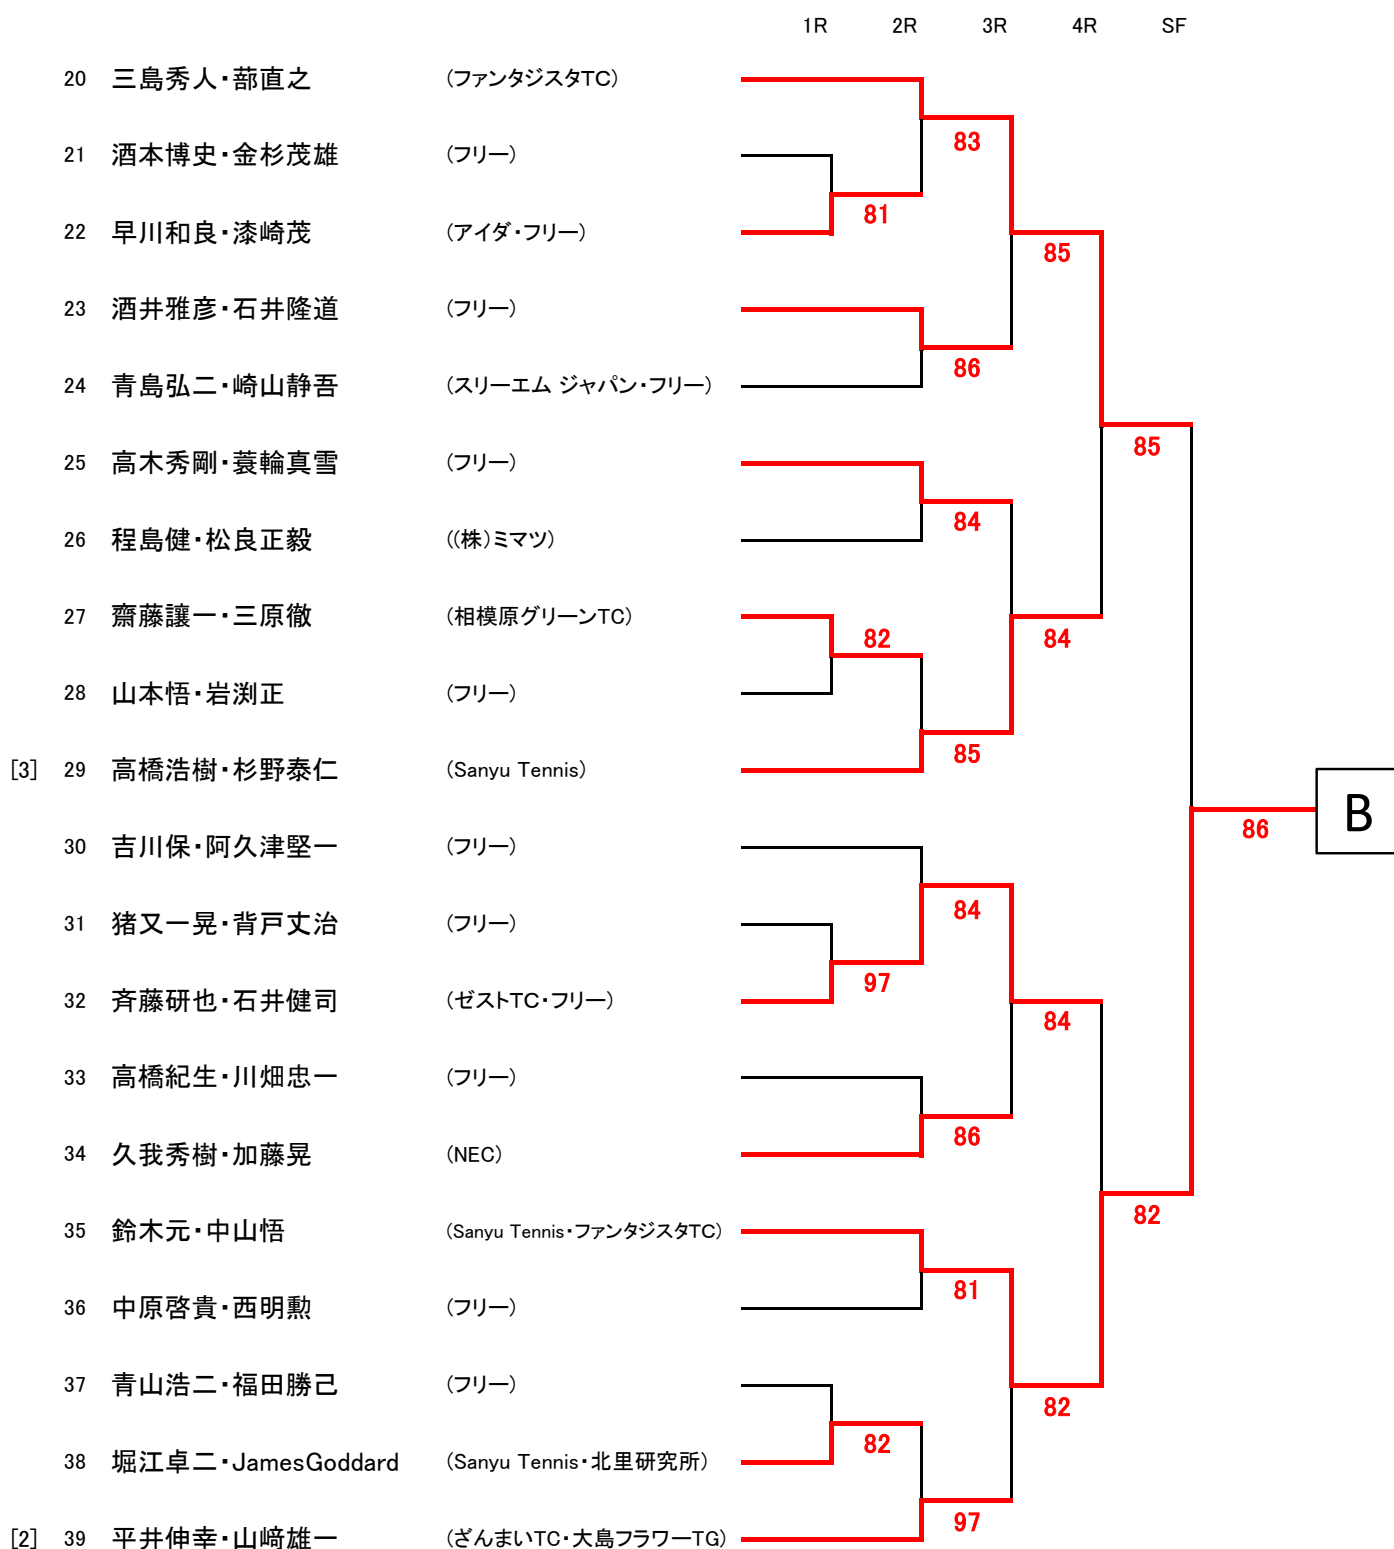 1R 2R 3R 4R SF
20 三島秀人・蔀直之 (ファンタジスタTC)
83
21 酒本博史・金杉茂雄 (フリー)
81
22 早川和良・漆崎茂 (アイダ・フリー)
85
23 酒井雅彦・石井隆道 (フリー)
86
24 青島弘二・崎山静吾 (スリーエム ジャパン・フリー)
85
25 高木秀剛・蓑輪真雪 (フリー)
84
26 程島健・松良正毅 ((株)ミマツ)
27 齋藤讓一・三原徹 (相模原グリーンTC)
82 84
28 山本悟・岩渕正 (フリー)
85
[3] 29 高橋浩樹・杉野泰仁 (Sanyu Tennis)
B
86
30 吉川保・阿久津堅一 (フリー)
84
31 猪又一晃・背戸丈治 (フリー)
97
32 斉藤研也・石井健司 (ゼストTC・フリー)
84
33 高橋紀生・川畑忠一 (フリー)
86
34 久我秀樹・加藤晃 (NEC)
82
35 鈴木元・中山悟 (Sanyu Tennis・ファンタジスタTC)
81
36 中原啓貴・西明勲 (フリー)
37 青山浩二・福田勝己 (フリー)
82
82
38 堀江卓二・JamesGoddard (Sanyu Tennis・北里研究所)
97
[2] 39 平井伸幸・山﨑雄一 (ざんまいTC・大島フラワーTG)